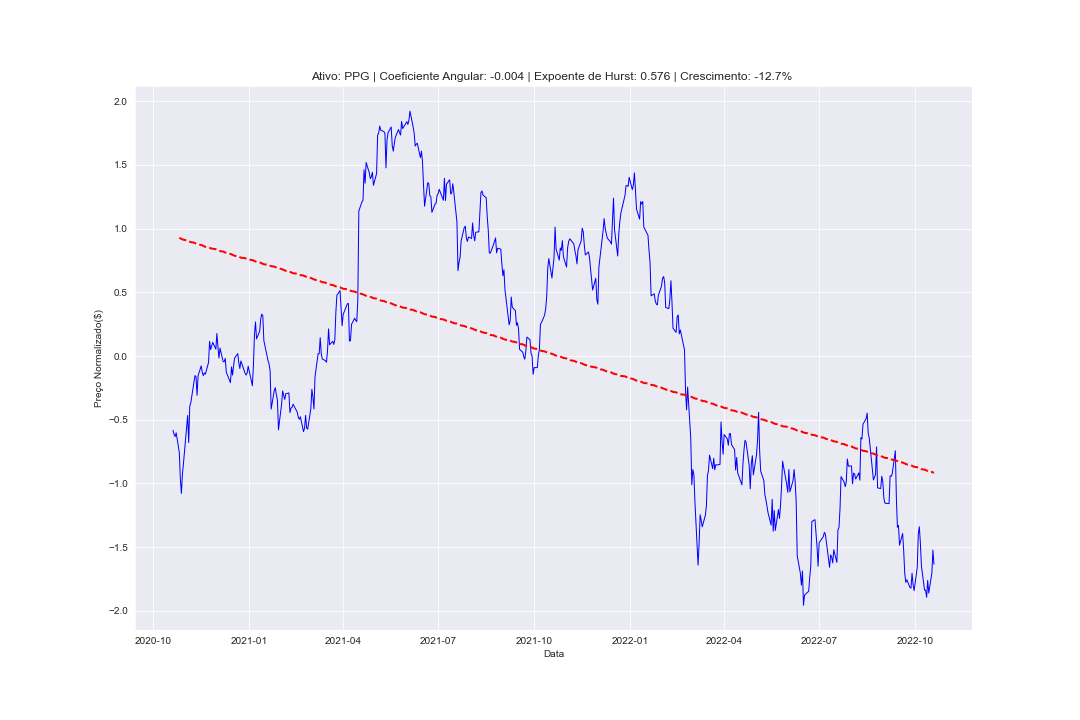 Ativo: PPG | Coeficiente Angular: -0.004 | Expoente de Hurst: 0.576 | Crescimento: -12.7%
Preço Normalizado($)
2.0
1.5
1.0
0.5
0.0
−0.5
−1.0
−1.5
−2.0
2020-10 2021-01 2021-04 2021-07 2021-10 2022-01 2022-04 2022-07 2022-10
Data